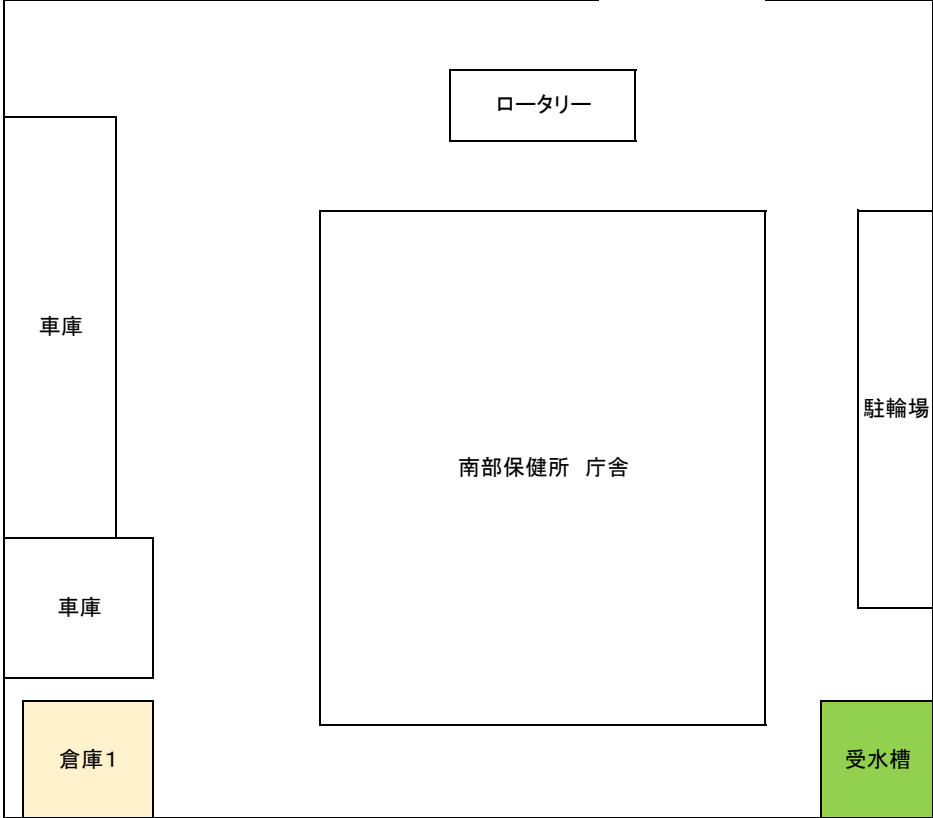 ロータリー
車庫
駐輪場
南部保健所　庁舎
車庫
倉庫１
受水槽